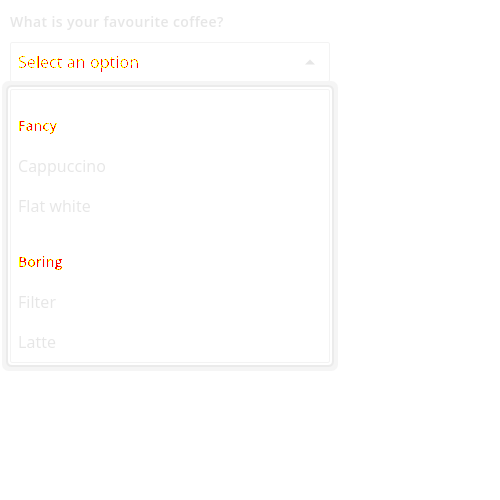 What is your favourite coffee?
Select an option
Fancy
Cappuccino
Flat white
Boring
Filter
Latte